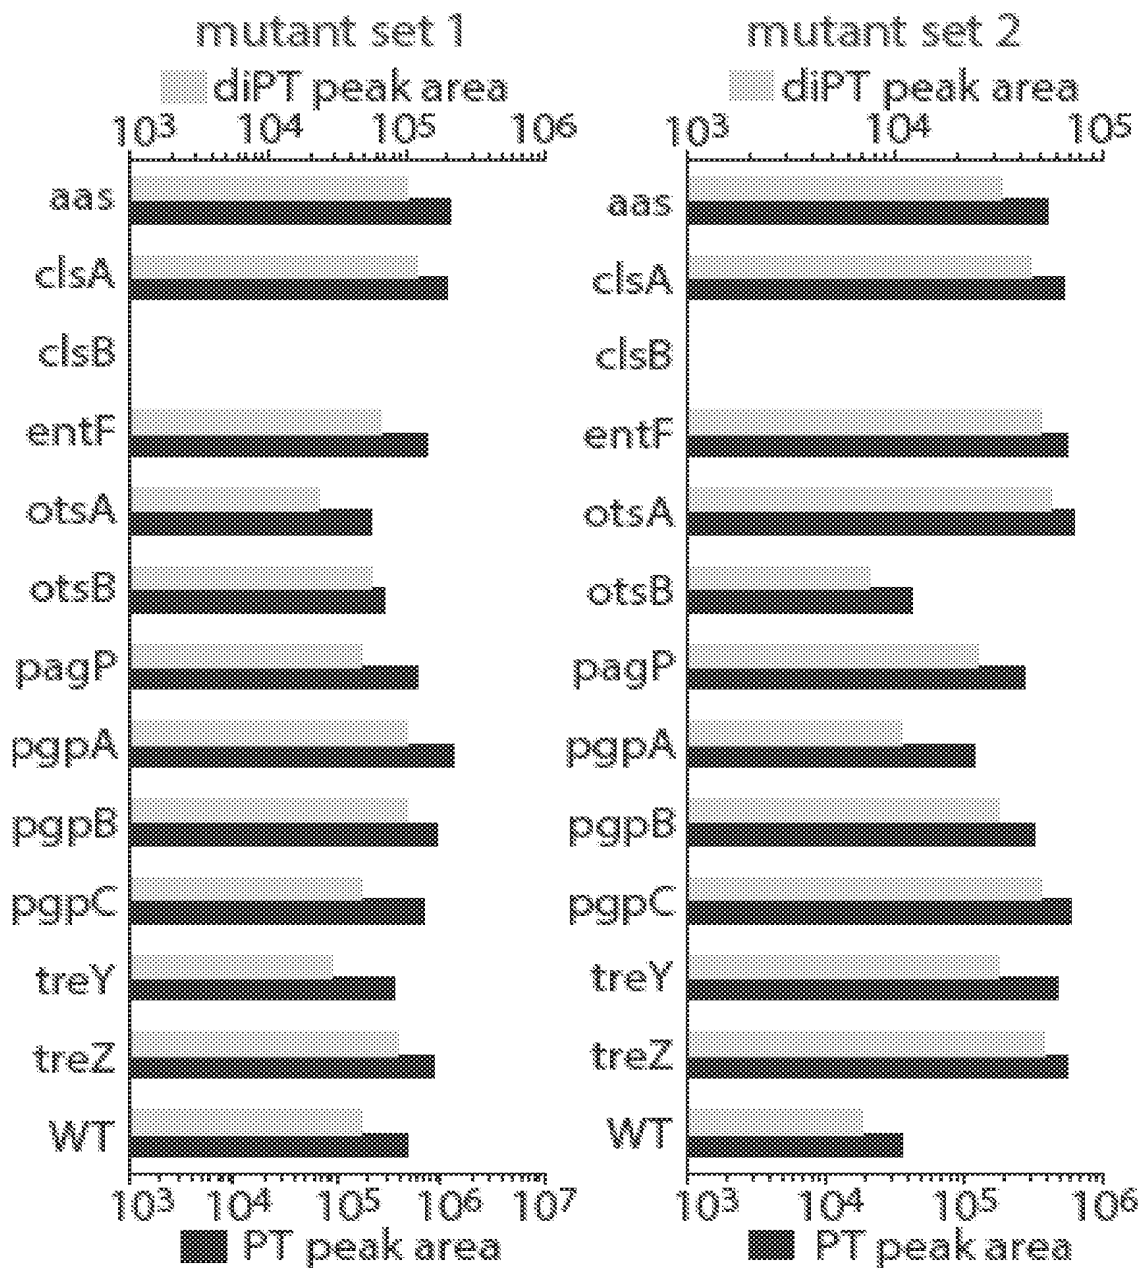 mutant set 1
diPT peak area
10³ 10⁴ 10⁵ 10⁶
aas
clsA
clsB
entF
otsA
otsB
pagP
pgpA
pgpB
pgpC
treY
treZ
WT
10³ 10⁴ 10⁵ 10⁶ 10⁷
PT peak area
mutant set 2
diPT peak area
10³ 10⁴ 10⁵
aas
clsA
clsB
entF
otsA
otsB
pagP
pgpA
pgpB
pgpC
treY
treZ
WT
10³ 10⁴ 10⁵ 10⁶
PT peak area